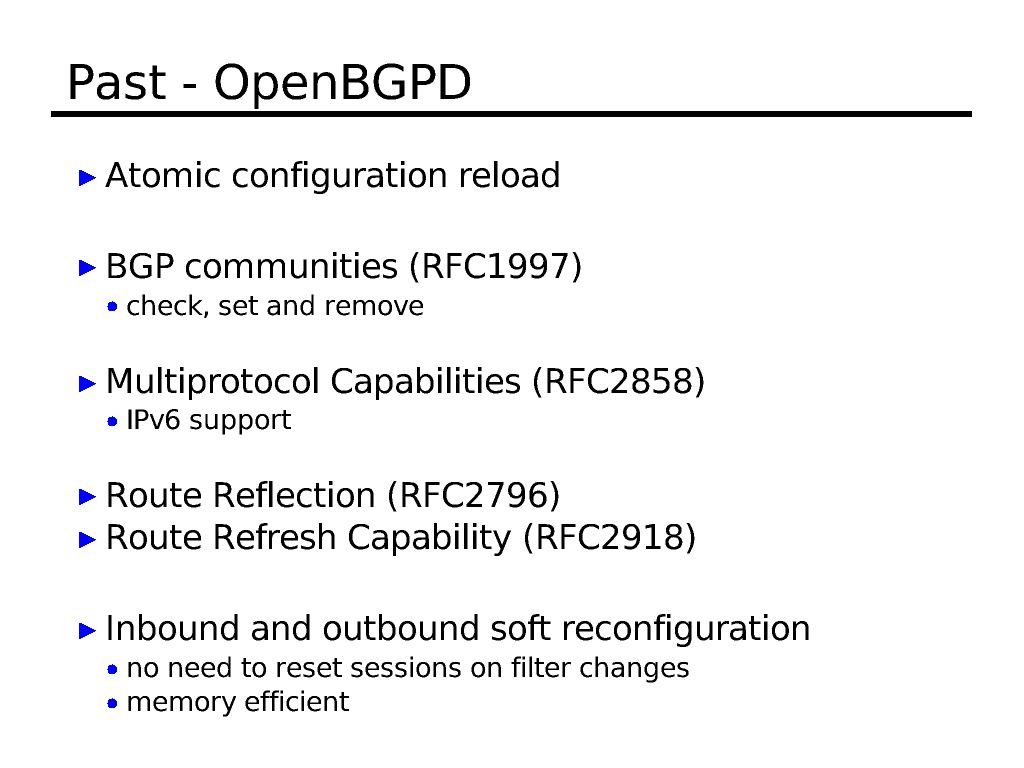 Past - OpenBGPD
Atomic configuration reload
BGP communities (RFC1997)
check, set and remove
Multiprotocol Capabilities (RFC2858)
IPv6 support
Route Reflection (RFC2796)
Route Refresh Capability (RFC2918)
Inbound and outbound soft reconfiguration
no need to reset sessions on filter changes
memory efficient